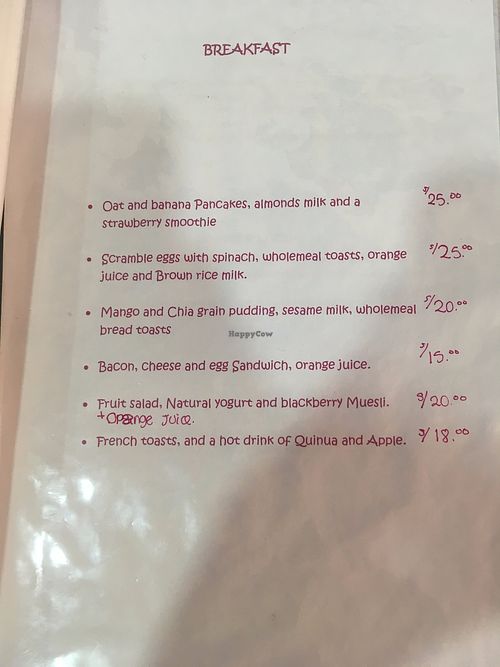 BREAKFAST
• Oat and banana Pancakes, almonds milk and a S/25.00
strawberry smoothie
• Scramble eggs with spinach, wholemeal toasts, orange S/25.00
juice and Brown rice milk.
• Mango and Chia grain pudding, sesame milk, wholemeal S/20.00
bread toasts
HappyCow
• Bacon, cheese and egg Sandwich, orange juice. S/15.00
• Fruit salad, Natural yogurt and blackberry Muesli. S/20.00
+ Orange Juice.
• French toasts, and a hot drink of Quinua and Apple. S/18.00